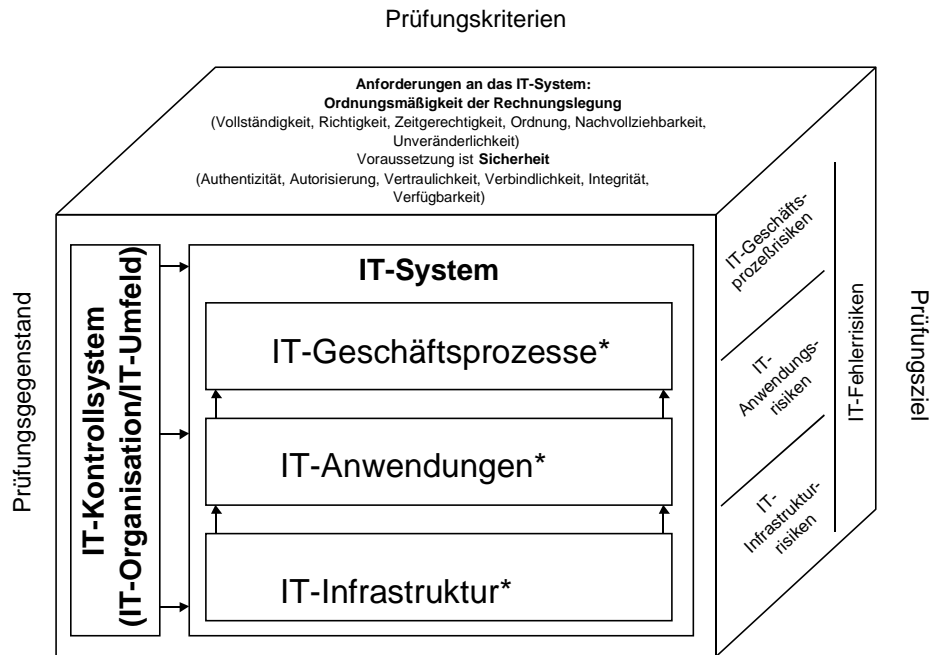 Prüfungskriterien
Anforderungen an das IT-System:
Ordnungsmäßigkeit der Rechnungslegung
(Vollständigkeit, Richtigkeit, Zeitgerechtigkeit, Ordnung, Nachvollziehbarkeit,
Unveränderlichkeit)
Voraussetzung ist Sicherheit
(Authentizität, Autorisierung, Vertraulichkeit, Verbindlichkeit, Integrität,
Verfügbarkeit)
Prüfungsgegenstand
IT-Kontrollsystem
(IT-Organisation/IT-Umfeld)
IT-System
IT-Geschäftsprozesse*
IT-Anwendungen*
IT-Infrastruktur*
IT-Geschäfts-
prozeßrisiken
IT-
Anwendungs-
risiken
IT-
Infrastruktur-
risiken
IT-Fehlerrisiken
Prüfungsziel